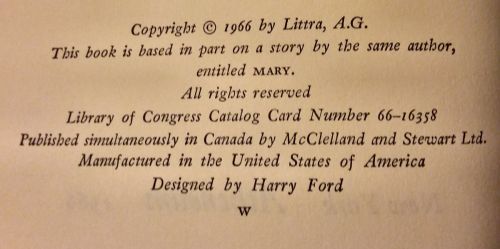 Copyright © 1966 by Littra, A.G.
This book is based in part on a story by the same author,
entitled MARY.
All rights reserved
Library of Congress Catalog Card Number 66-16358
Published simultaneously in Canada by McClelland and Stewart Ltd.
Manufactured in the United States of America
Designed by Harry Ford
W